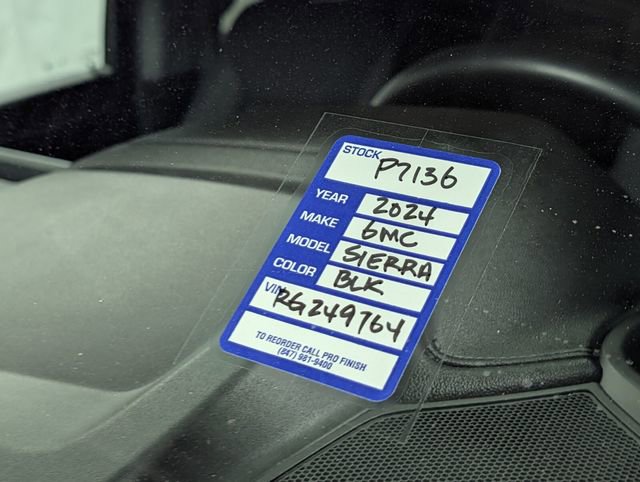 STOCK P7136
YEAR 2024
MAKE GMC
MODEL SIERRA
COLOR BLK
VIN RG249764
TO REORDER CALL PRO FINISH
(847) 981-9400